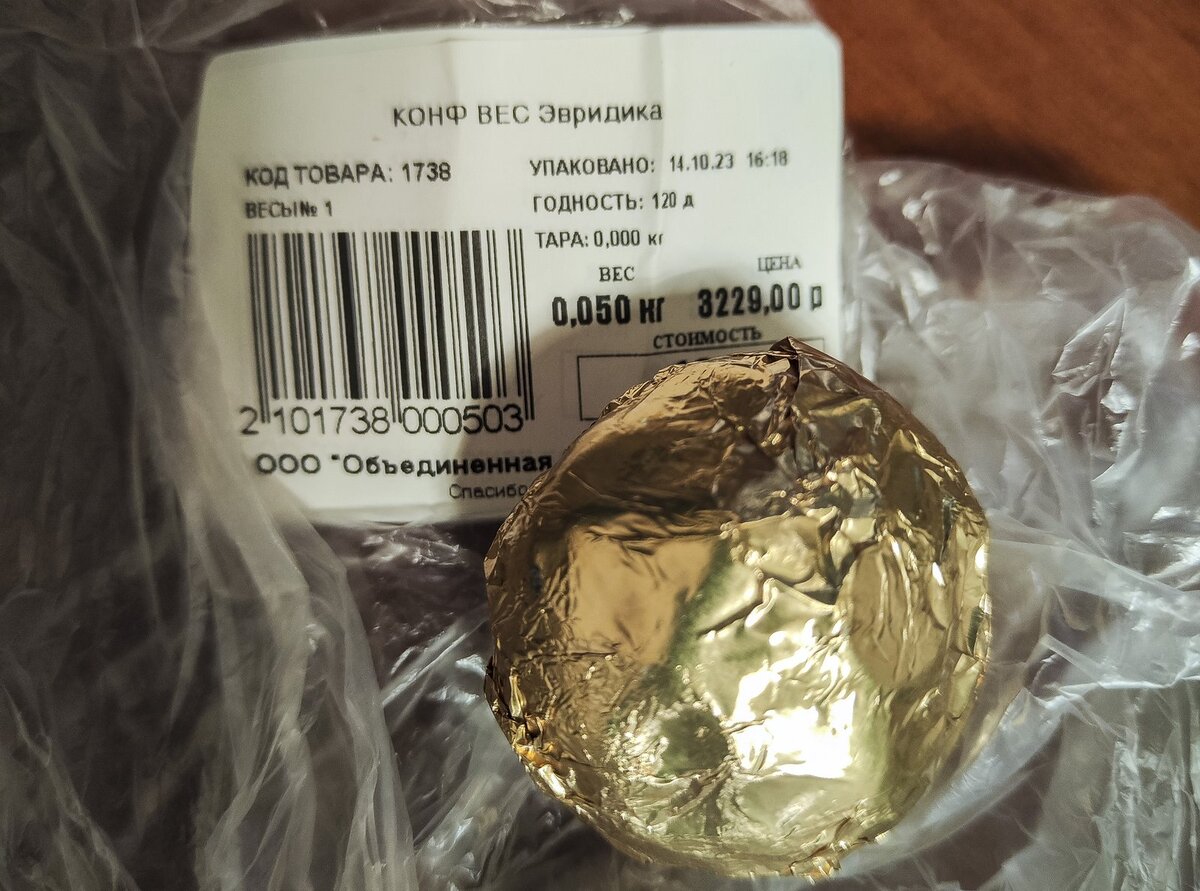 КОНФ ВЕС Эвридика
КОД ТОВАРА: 1738
УПАКОВАНО: 14.10.23 16:18
ВЕСЫ№ 1
ГОДНОСТЬ: 120 д
ТАРА: 0,000 кг
ВЕС
ЦЕНА
0,050 кг
3229,00 р
СТОИМОСТЬ
2 101738 000503
ООО "Объединенная